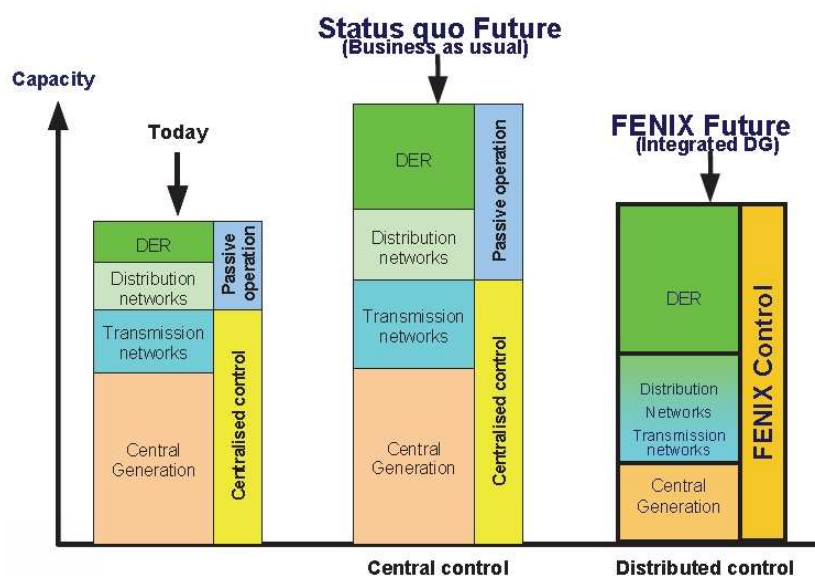 Status quo Future
(Business as usual)
Capacity
Today
FENIX Future
(Integrated DG)
DER
Distribution
networks
Transmission
networks
Central
Generation
Passive
operation
Centralised control
DER
Distribution
networks
Transmission
networks
Central
Generation
Passive operation
Centralised control
DER
Distribution
Networks
Transmission
networks
Central
Generation
FENIX Control
Central control
Distributed control